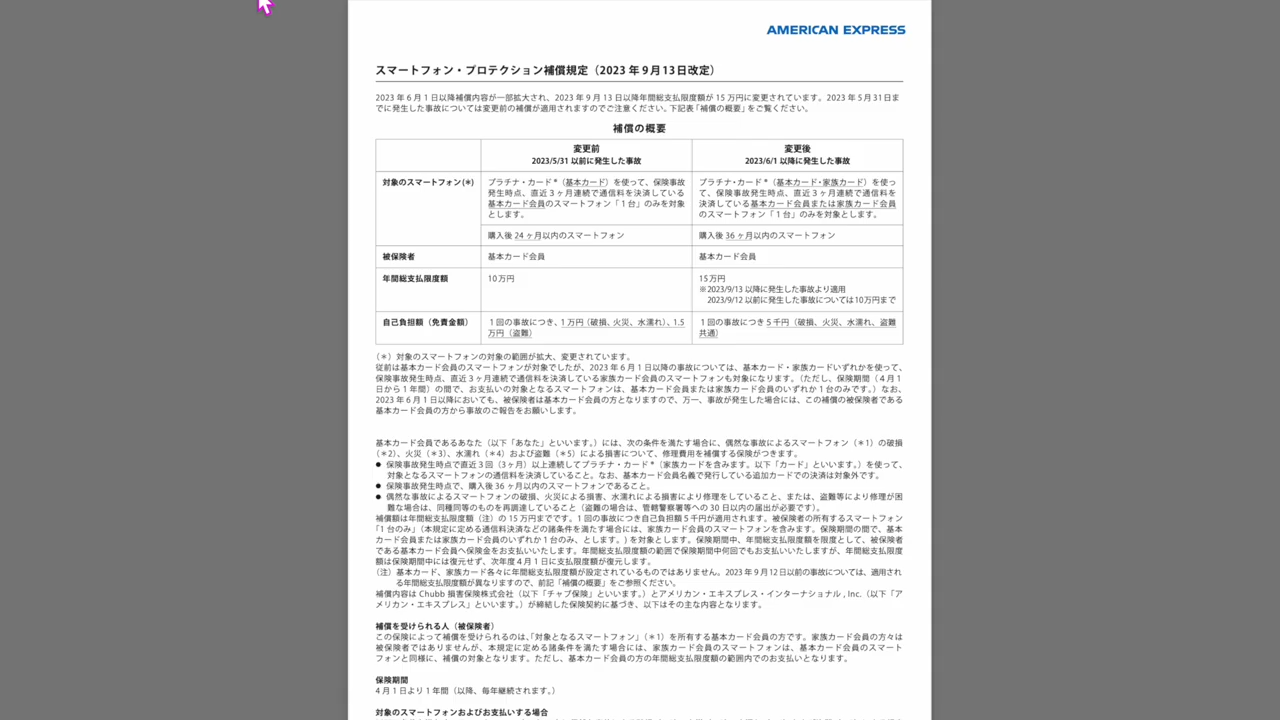 AMERICAN EXPRESS
スマートフォン・プロテクション補償規定（2023 年 9 月13日改定）
2023 年 6 月 1 日以降補償内容が一部拡大され、2023 年 9 月 13 日以降年間総支払限度額が 15 万円に変更されています。2023 年 5 月31日ま
でに発生した事故については変更前の補償が適用されますのでご注意ください。下記表「補償の概要」をご覧ください。
補償の概要
変更前
2023/5/31 以前に発生した事故
変更後
2023/6/1 以降に発生した事故
対象のスマートフォン(＊)
プラチナ・カード＊（基本カード）を使って、保険事故
発生時点、直近３ヶ月連続で通信料を決済している
基本カード会員のスマートフォン「１台」のみを対象
とします。
プラチナ・カード＊（基本カード・家族カード）を使っ
て、保険事故発生時点、直近３ヶ月連続で通信料を
決済している基本カード会員または家族カード会員
のスマートフォン「１台」のみを対象とします。
購入後 24 ヶ月以内のスマートフォン
購入後 36 ヶ月以内のスマートフォン
被保険者
基本カード会員
基本カード会員
年間総支払限度額
10万円
15万円
※2023/9/13 以降に発生した事故より適用
2023/9/12 以前に発生した事故については10万円まで
自己負担額（免責金額）
１回の事故につき、１万円（破損、火災、水濡れ）、1.5
万円（盗難）
１回の事故につき５千円（破損、火災、水濡れ、盗難
共通）
（＊）対象のスマートフォンの対象の範囲が拡大、変更されています。
従前は基本カード会員のスマートフォンが対象でしたが、2023 年 6 月 1 日以降の事故については、基本カード・家族カードいずれかを使って、
保険事故発生時点、直近３ヶ月連続で通信料を決済している家族カード会員のスマートフォンも対象になります。（ただし、保険期間（４月１
日から１年間）の間で、お支払いの対象となるスマートフォンは、基本カード会員または家族カード会員のいずれか１台のみです。）なお、
2023 年 6 月 1 日以降においても、被保険者は基本カード会員の方となりますので、万一、事故が発生した場合には、この補償の被保険者である
基本カード会員の方から事故のご報告をお願いします。
基本カード会員であるあなた（以下「あなた」といいます。）には、次の条件を満たす場合に、偶然な事故によるスマートフォン（＊1）の破損
（＊2）、火災（＊3）、水濡れ（＊4）および盗難（＊5）による損害について、修理費用を補償する保険がつきます。
● 保険事故発生時点で直近３回（３ヶ月）以上連続してプラチナ・カード＊（家族カードを含みます。以下「カード」といいます。）を使って、
対象となるスマートフォンの通信料を決済していること。なお、基本カード会員名義で発行している追加カードでの決済は対象外です。
● 保険事故発生時点で、購入後 36 ヶ月以内のスマートフォンであること。
● 偶然な事故によるスマートフォンの破損、火災による損害、水濡れによる損害により修理をしていること、または、盗難等により修理が困
難な場合は、同種同等のものを再調達していること（盗難の場合は、管轄警察署等への 30 日以内の届出が必要です）。
補償額は年間総支払限度額（注）の 15 万円までです。１回の事故につき自己負担額５千円が適用されます。被保険者の所有するスマートフォン
「１台のみ」（本規定に定める通信料決済などの諸条件を満たす場合には、家族カード会員のスマートフォンを含みます。保険期間の間で、基本
カード会員または家族カード会員のいずれか１台のみ、とします。）を対象とします。保険期間中、年間総支払限度額を限度として、被保険者
である基本カード会員へ保険金をお支払いいたします。年間総支払限度額の範囲で保険期間中何回でもお支払いいたしますが、年間総支払限度
額は保険期間中には復元せず、次年度４月１日に支払限度額が復元します。
（注）基本カード、家族カード各々に年間総支払限度額が設定されているものではありません。2023 年 9 月12日以前の事故については、適用され
る年間総支払限度額が異なりますので、前記「補償の概要」をご参照ください。
補償内容は Chubb 損害保険株式会社（以下「チャブ保険」といいます。）とアメリカン・エキスプレス・インターナショナル , Inc.（以下「ア
メリカン・エキスプレス」といいます。）が締結した保険契約に基づき、以下はその主な内容となります。
補償を受けられる人（被保険者）
この保険によって補償を受けられるのは、「対象となるスマートフォン」（＊1）を所有する基本カード会員の方です。家族カード会員の方々は
被保険者ではありませんが、本規定に定める諸条件を満たす場合には、家族カード会員のスマートフォンは、基本カード会員のスマート
フォンと同様に、補償の対象となります。ただし、基本カード会員の方の年間総支払限度額の範囲内でのお支払いとなります。
保険期間
４月１日より１年間（以降、毎年継続されます。）
対象のスマートフォンおよびお支払いする場合